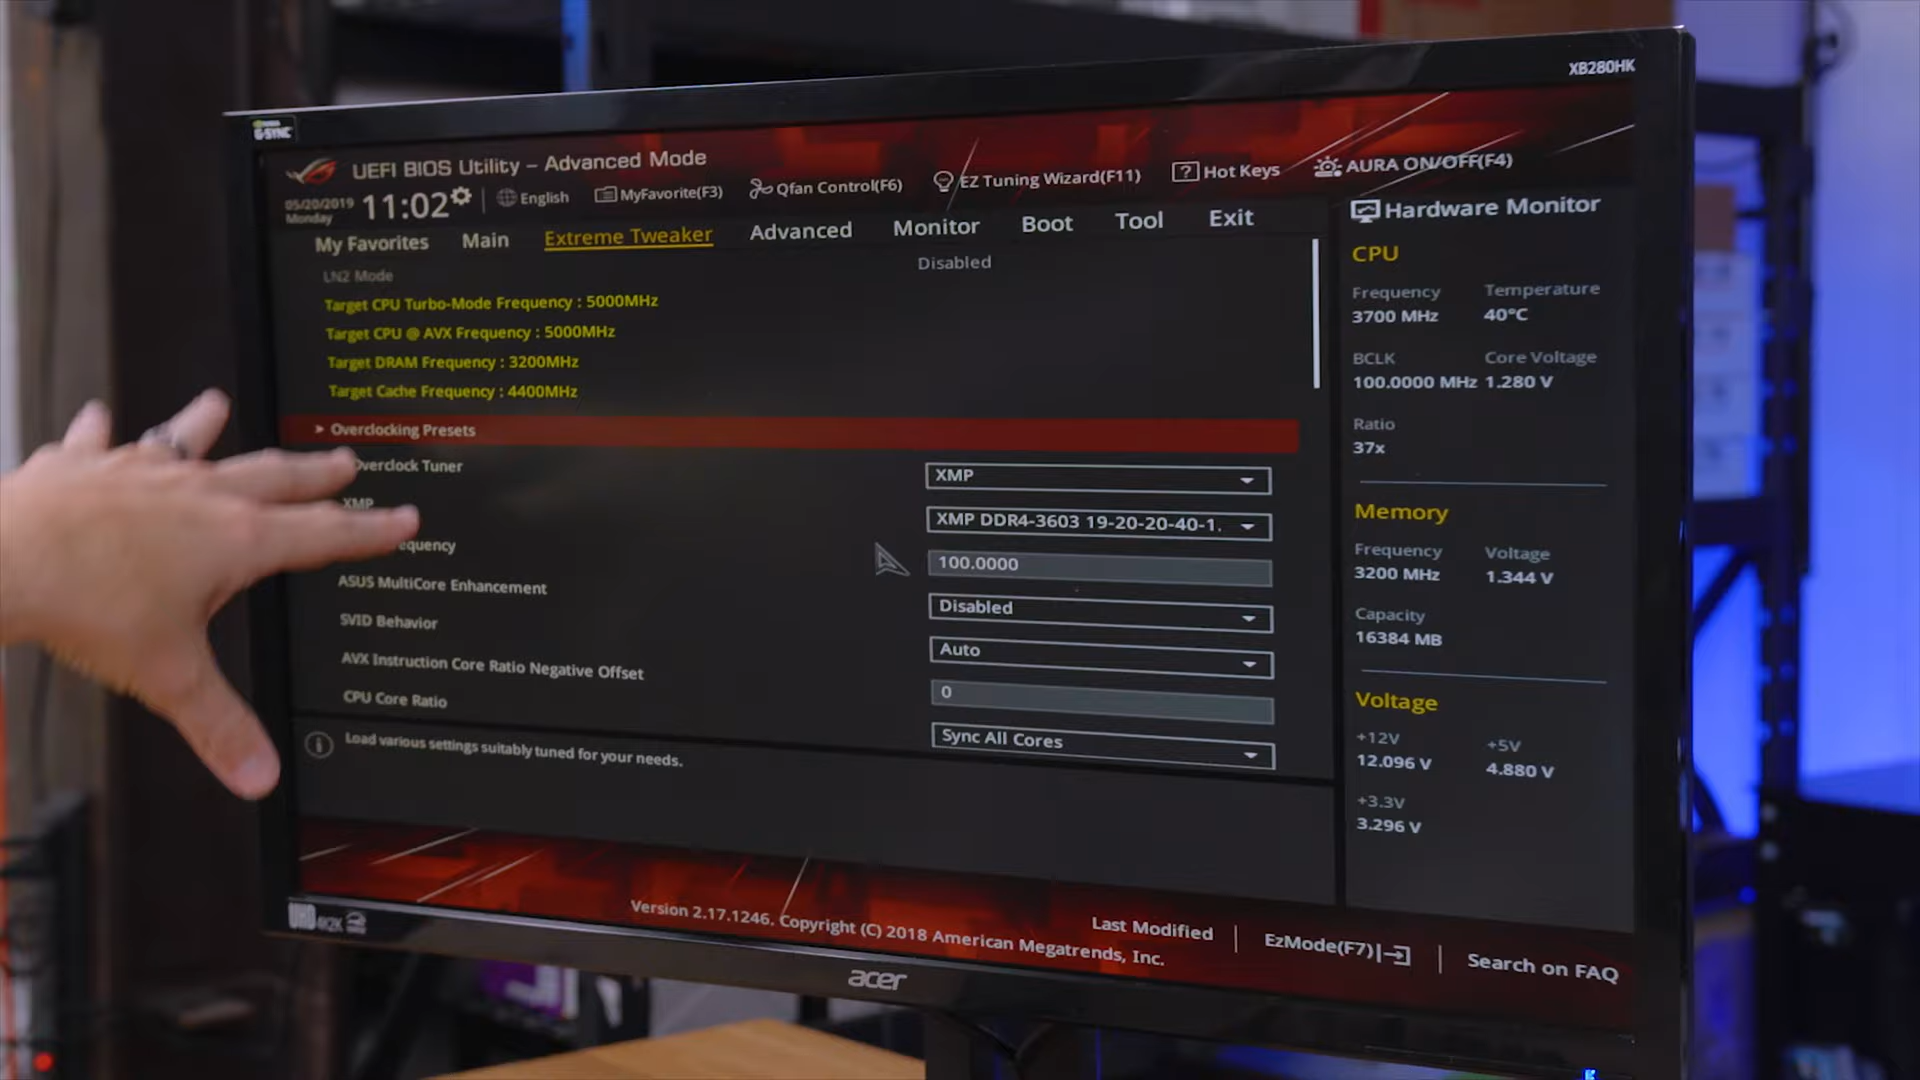 XB280HK
G-SYNC
UEFI BIOS Utility – Advanced Mode
05/20/2019
Monday
11:02
English
MyFavorite(F3)
Qfan Control(F6)
EZ Tuning Wizard(F11)
? Hot Keys
AURA ON/OFF(F4)
My Favorites
Main
Extreme Tweaker
Advanced
Monitor
Boot
Tool
Exit
LN2 Mode
Disabled
Target CPU Turbo-Mode Frequency : 5000MHz
Target CPU @ AVX Frequency : 5000MHz
Target DRAM Frequency : 3200MHz
Target Cache Frequency : 4400MHz
Overclocking Presets
Overclock Tuner
XMP
XMP
XMP DDR4-3603 19-20-20-40-1.
equency
100.0000
ASUS MultiCore Enhancement
Disabled
SVID Behavior
Auto
AVX Instruction Core Ratio Negative Offset
0
CPU Core Ratio
Sync All Cores
Load various settings suitably tuned for your needs.
Hardware Monitor
CPU
Frequency
Temperature
3700 MHz
40°C
BCLK
Core Voltage
100.0000 MHz
1.280 V
Ratio
37x
Memory
Frequency
Voltage
3200 MHz
1.344 V
Capacity
16384 MB
Voltage
+12V
+5V
12.096 V
4.880 V
+3.3V
3.296 V
Version 2.17.1246. Copyright (C) 2018 American Megatrends, Inc.
Last Modified
EzMode(F7)
Search on FAQ
acer